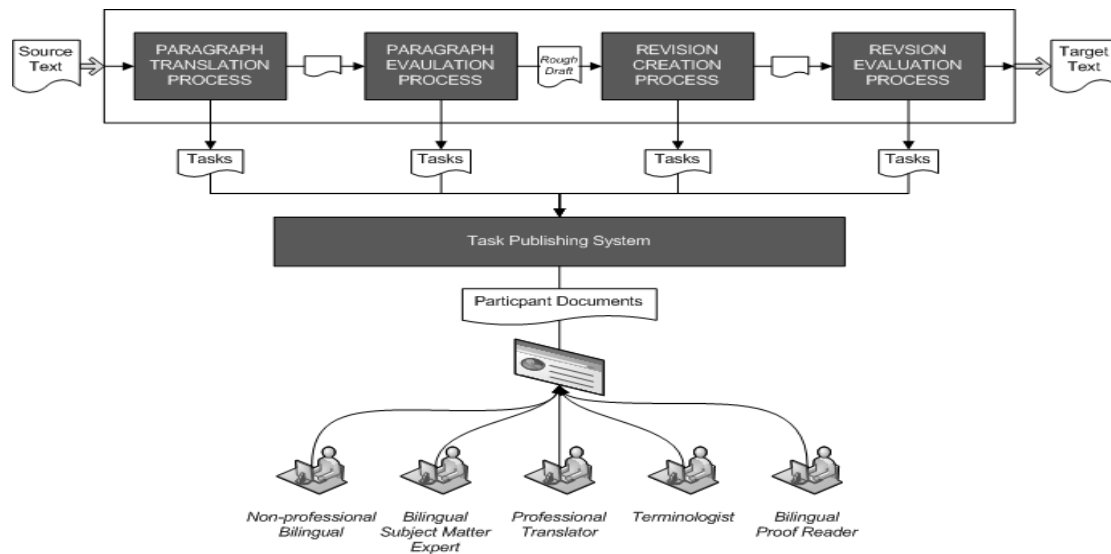 Source
Text
PARAGRAPH
TRANSLATION
PROCESS
PARAGRAPH
EVAULATION
PROCESS
Rough
Draft
REVISION
CREATION
PROCESS
REVSION
EVALUATION
PROCESS
Target
Text
Tasks
Tasks
Tasks
Tasks
Task Publishing System
Particpant Documents
Non-professional
Bilingual
Bilingual
Subject Matter
Expert
Professional
Translator
Terminologist
Bilingual
Proof Reader